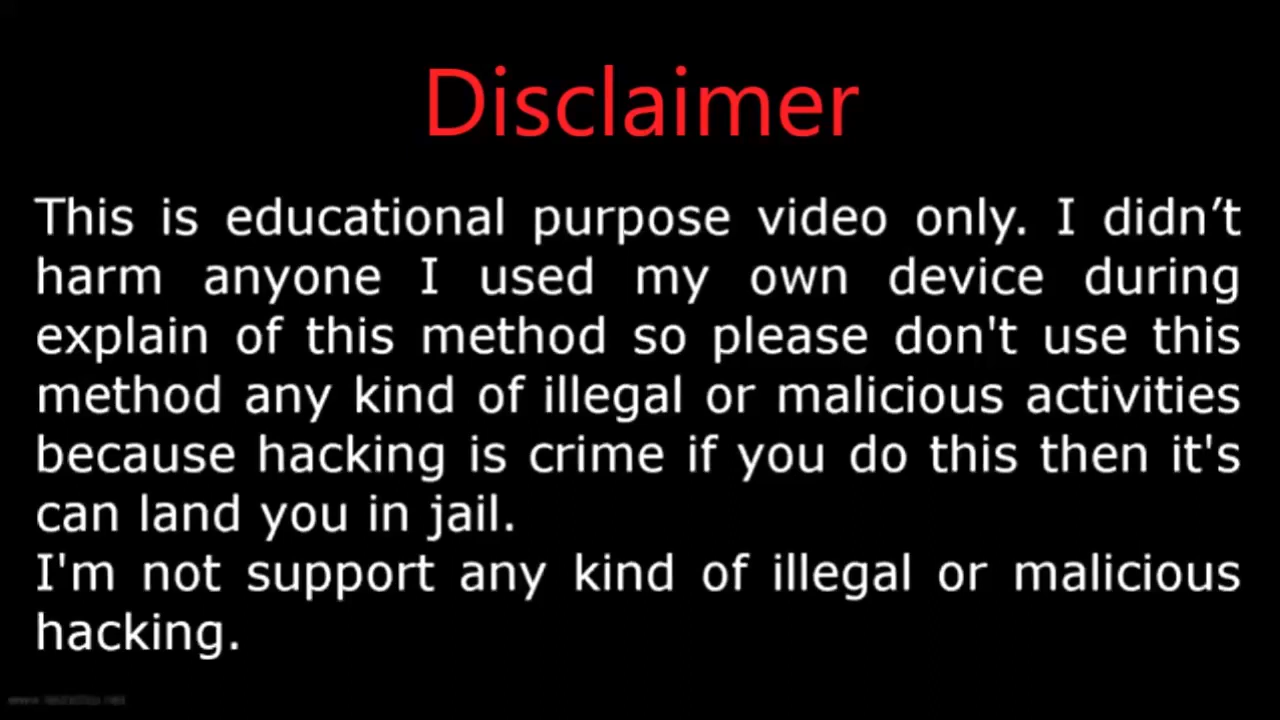 Disclaimer
This is educational purpose video only. I didn’t
harm anyone I used my own device during
explain of this method so please don't use this
method any kind of illegal or malicious activities
because hacking is crime if you do this then it's
can land you in jail.
I'm not support any kind of illegal or malicious
hacking.